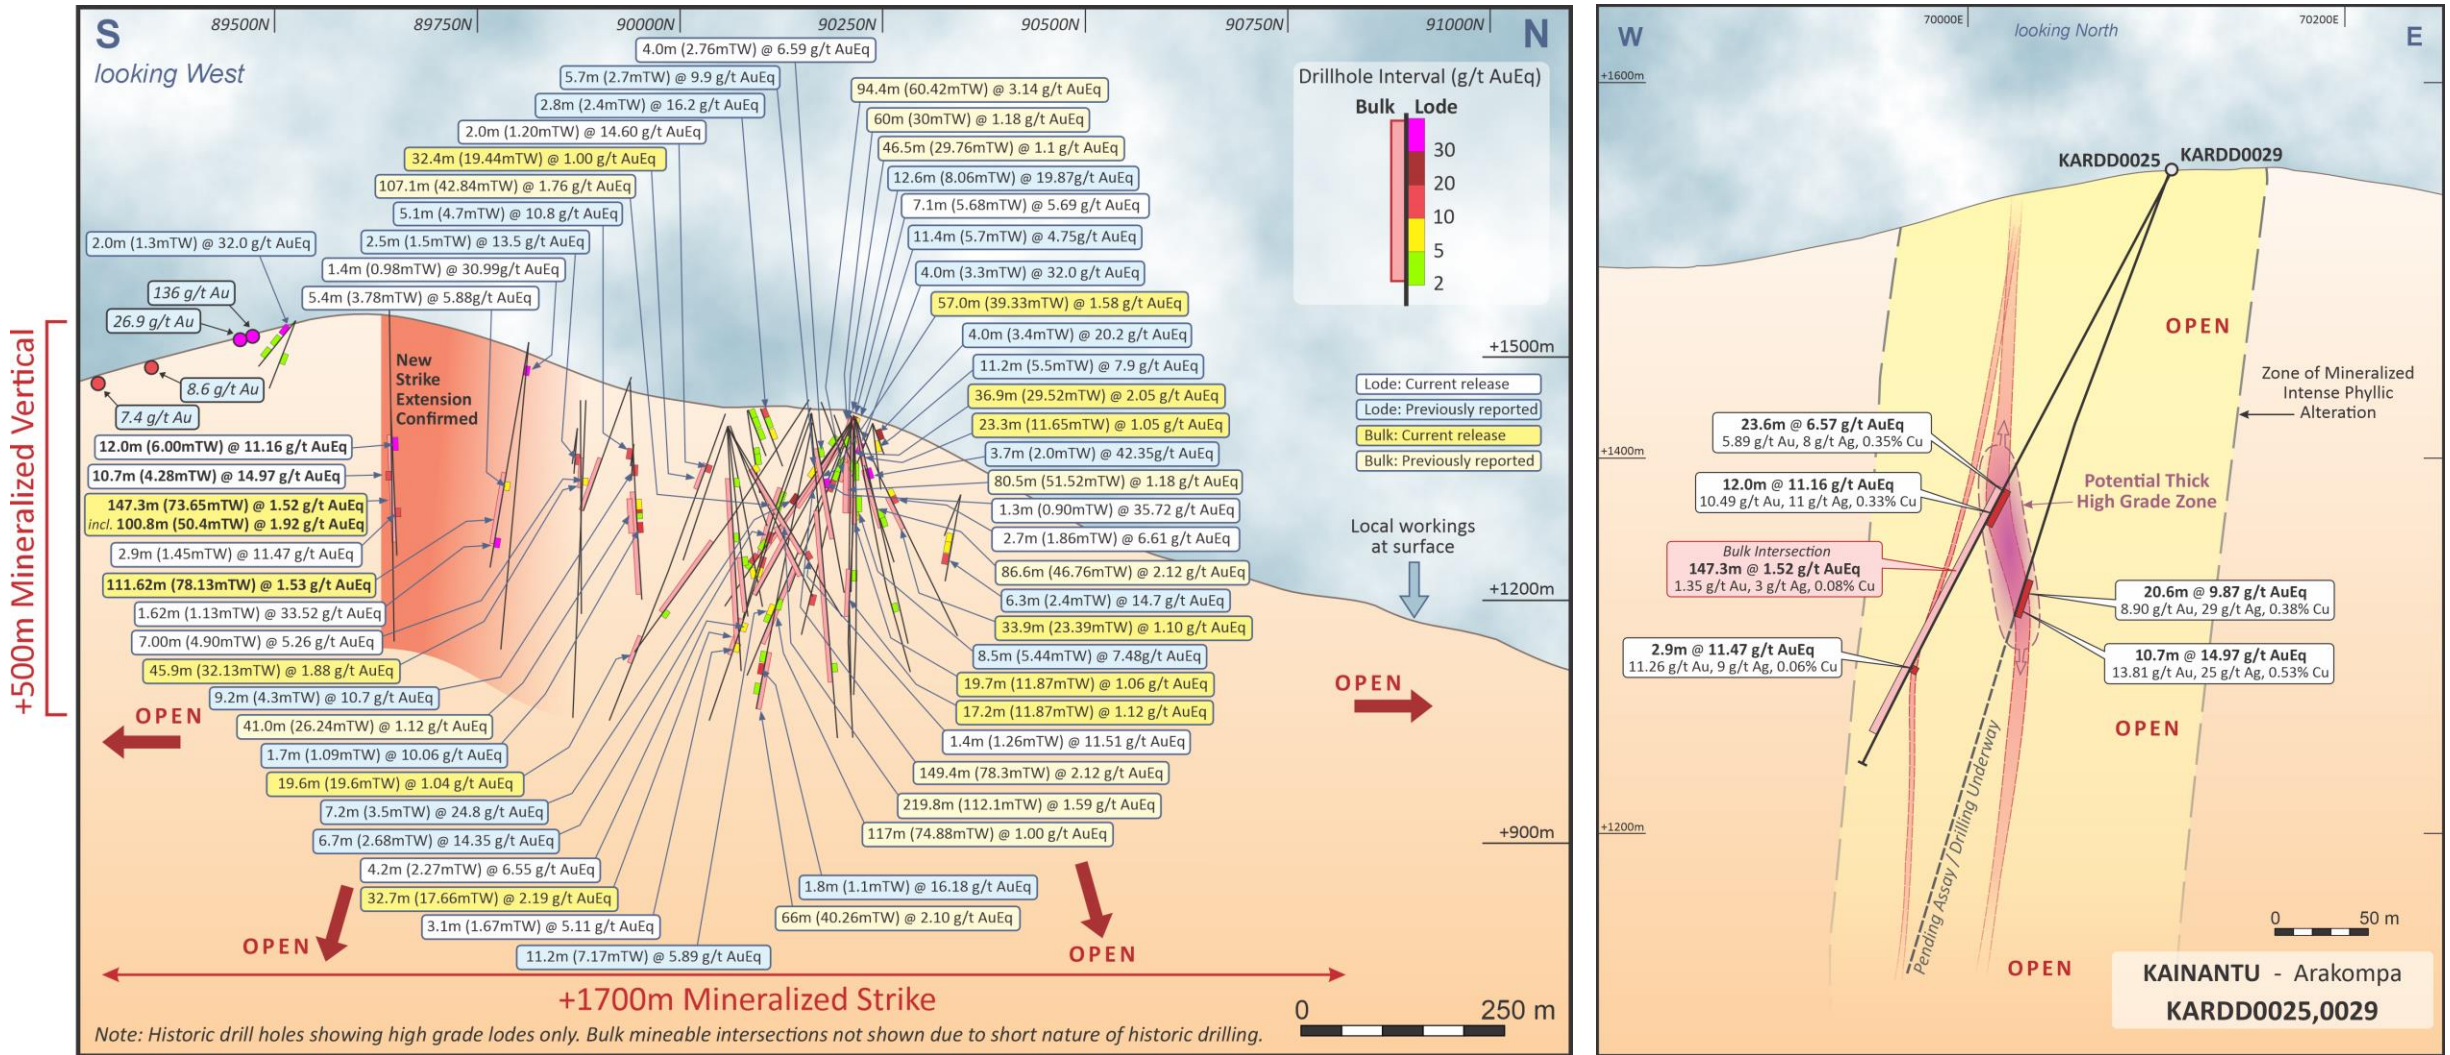 89500N
89750N
90000N
90250N
90500N
90750N
91000N
S
N
looking West
4.0m (2.76mTW) @ 6.59 g/t AuEq
5.7m (2.7mTW) @ 9.9 g/t AuEq
2.8m (2.4mTW) @ 16.2 g/t AuEq
2.0m (1.20mTW) @ 14.60 g/t AuEq
32.4m (19.44mTW) @ 1.00 g/t AuEq
107.1m (42.84mTW) @ 1.76 g/t AuEq
5.1m (4.7mTW) @ 10.8 g/t AuEq
2.5m (1.5mTW) @ 13.5 g/t AuEq
1.4m (0.98mTW) @ 30.99g/t AuEq
5.4m (3.78mTW) @ 5.88g/t AuEq
2.0m (1.3mTW) @ 32.0 g/t AuEq
136 g/t Au
26.9 g/t Au
8.6 g/t Au
7.4 g/t Au
New
Strike
Extension
Confirmed
12.0m (6.00mTW) @ 11.16 g/t AuEq
10.7m (4.28mTW) @ 14.97 g/t AuEq
147.3m (73.65mTW) @ 1.52 g/t AuEq
incl. 100.8m (50.4mTW) @ 1.92 g/t AuEq
2.9m (1.45mTW) @ 11.47 g/t AuEq
111.62m (78.13mTW) @ 1.53 g/t AuEq
1.62m (1.13mTW) @ 33.52 g/t AuEq
7.00m (4.90mTW) @ 5.26 g/t AuEq
45.9m (32.13mTW) @ 1.88 g/t AuEq
9.2m (4.3mTW) @ 10.7 g/t AuEq
41.0m (26.24mTW) @ 1.12 g/t AuEq
1.7m (1.09mTW) @ 10.06 g/t AuEq
19.6m (19.6mTW) @ 1.04 g/t AuEq
7.2m (3.5mTW) @ 24.8 g/t AuEq
6.7m (2.68mTW) @ 14.35 g/t AuEq
4.2m (2.27mTW) @ 6.55 g/t AuEq
32.7m (17.66mTW) @ 2.19 g/t AuEq
3.1m (1.67mTW) @ 5.11 g/t AuEq
11.2m (7.17mTW) @ 5.89 g/t AuEq
94.4m (60.42mTW) @ 3.14 g/t AuEq
60m (30mTW) @ 1.18 g/t AuEq
46.5m (29.76mTW) @ 1.1 g/t AuEq
12.6m (8.06mTW) @ 19.87g/t AuEq
7.1m (5.68mTW) @ 5.69 g/t AuEq
11.4m (5.7mTW) @ 4.75g/t AuEq
4.0m (3.3mTW) @ 32.0 g/t AuEq
57.0m (39.33mTW) @ 1.58 g/t AuEq
4.0m (3.4mTW) @ 20.2 g/t AuEq
11.2m (5.5mTW) @ 7.9 g/t AuEq
36.9m (29.52mTW) @ 2.05 g/t AuEq
23.3m (11.65mTW) @ 1.05 g/t AuEq
3.7m (2.0mTW) @ 42.35g/t AuEq
80.5m (51.52mTW) @ 1.18 g/t AuEq
1.3m (0.90mTW) @ 35.72 g/t AuEq
2.7m (1.86mTW) @ 6.61 g/t AuEq
86.6m (46.76mTW) @ 2.12 g/t AuEq
6.3m (2.4mTW) @ 14.7 g/t AuEq
33.9m (23.39mTW) @ 1.10 g/t AuEq
8.5m (5.44mTW) @ 7.48g/t AuEq
19.7m (11.87mTW) @ 1.06 g/t AuEq
17.2m (11.87mTW) @ 1.12 g/t AuEq
1.4m (1.26mTW) @ 11.51 g/t AuEq
149.4m (78.3mTW) @ 2.12 g/t AuEq
219.8m (112.1mTW) @ 1.59 g/t AuEq
117m (74.88mTW) @ 1.00 g/t AuEq
1.8m (1.1mTW) @ 16.18 g/t AuEq
66m (40.26mTW) @ 2.10 g/t AuEq
Drillhole Interval (g/t AuEq)
Bulk Lode
30
20
10
5
2
+1500m
Lode: Current release
Lode: Previously reported
Bulk: Current release
Bulk: Previously reported
Local workings
at surface
+1200m
+900m
+500m Mineralized Vertical
OPEN
OPEN
OPEN
OPEN
+1700m Mineralized Strike
0 250 m
Note: Historic drill holes showing high grade lodes only. Bulk mineable intersections not shown due to short nature of historic drilling.
70000E
70200E
W
looking North
E
+1600m
KARDD0025
KARDD0029
OPEN
Zone of Mineralized
Intense Phyllic
Alteration
23.6m @ 6.57 g/t AuEq
5.89 g/t Au, 8 g/t Ag, 0.35% Cu
+1400m
12.0m @ 11.16 g/t AuEq
10.49 g/t Au, 11 g/t Ag, 0.33% Cu
Potential Thick
High Grade Zone
Bulk Intersection
147.3m @ 1.52 g/t AuEq
1.35 g/t Au, 3 g/t Ag, 0.08% Cu
20.6m @ 9.87 g/t AuEq
8.90 g/t Au, 29 g/t Ag, 0.38% Cu
2.9m @ 11.47 g/t AuEq
11.26 g/t Au, 9 g/t Ag, 0.06% Cu
10.7m @ 14.97 g/t AuEq
13.81 g/t Au, 25 g/t Ag, 0.53% Cu
OPEN
Pending Assay / Drilling Underway
+1200m
0 50 m
OPEN
KAINANTU - Arakompa
KARDD0025,0029